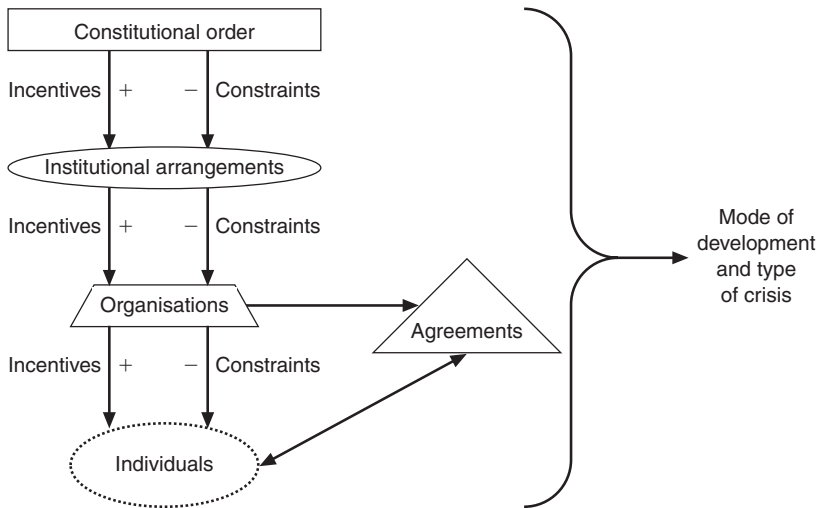 Constitutional order
Incentives + − Constraints
Institutional arrangements
Incentives + − Constraints
Organisations
Agreements
Incentives + − Constraints
Individuals
Mode of
development
and type
of crisis